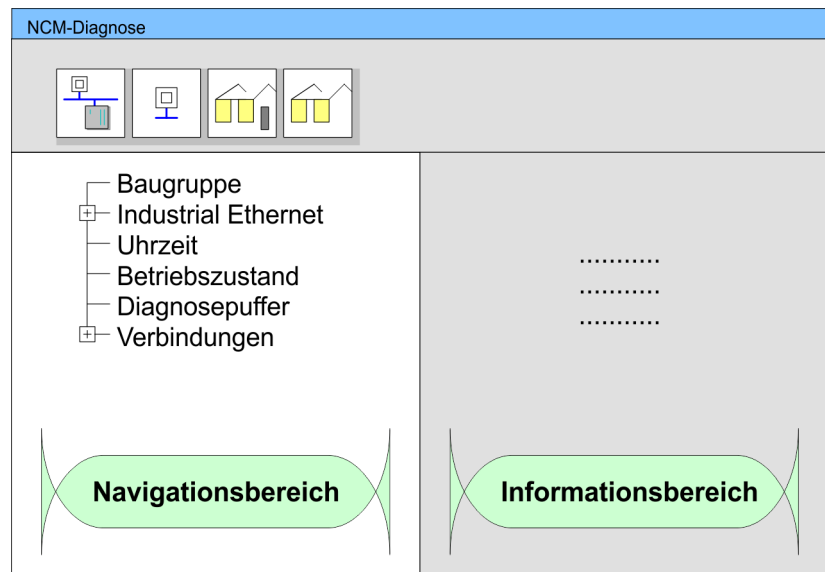 NCM-Diagnose
Baugruppe
Industrial Ethernet
Uhrzeit
Betriebszustand
Diagnosepuffer
Verbindungen
...........
...........
...........
Navigationsbereich
Informationsbereich